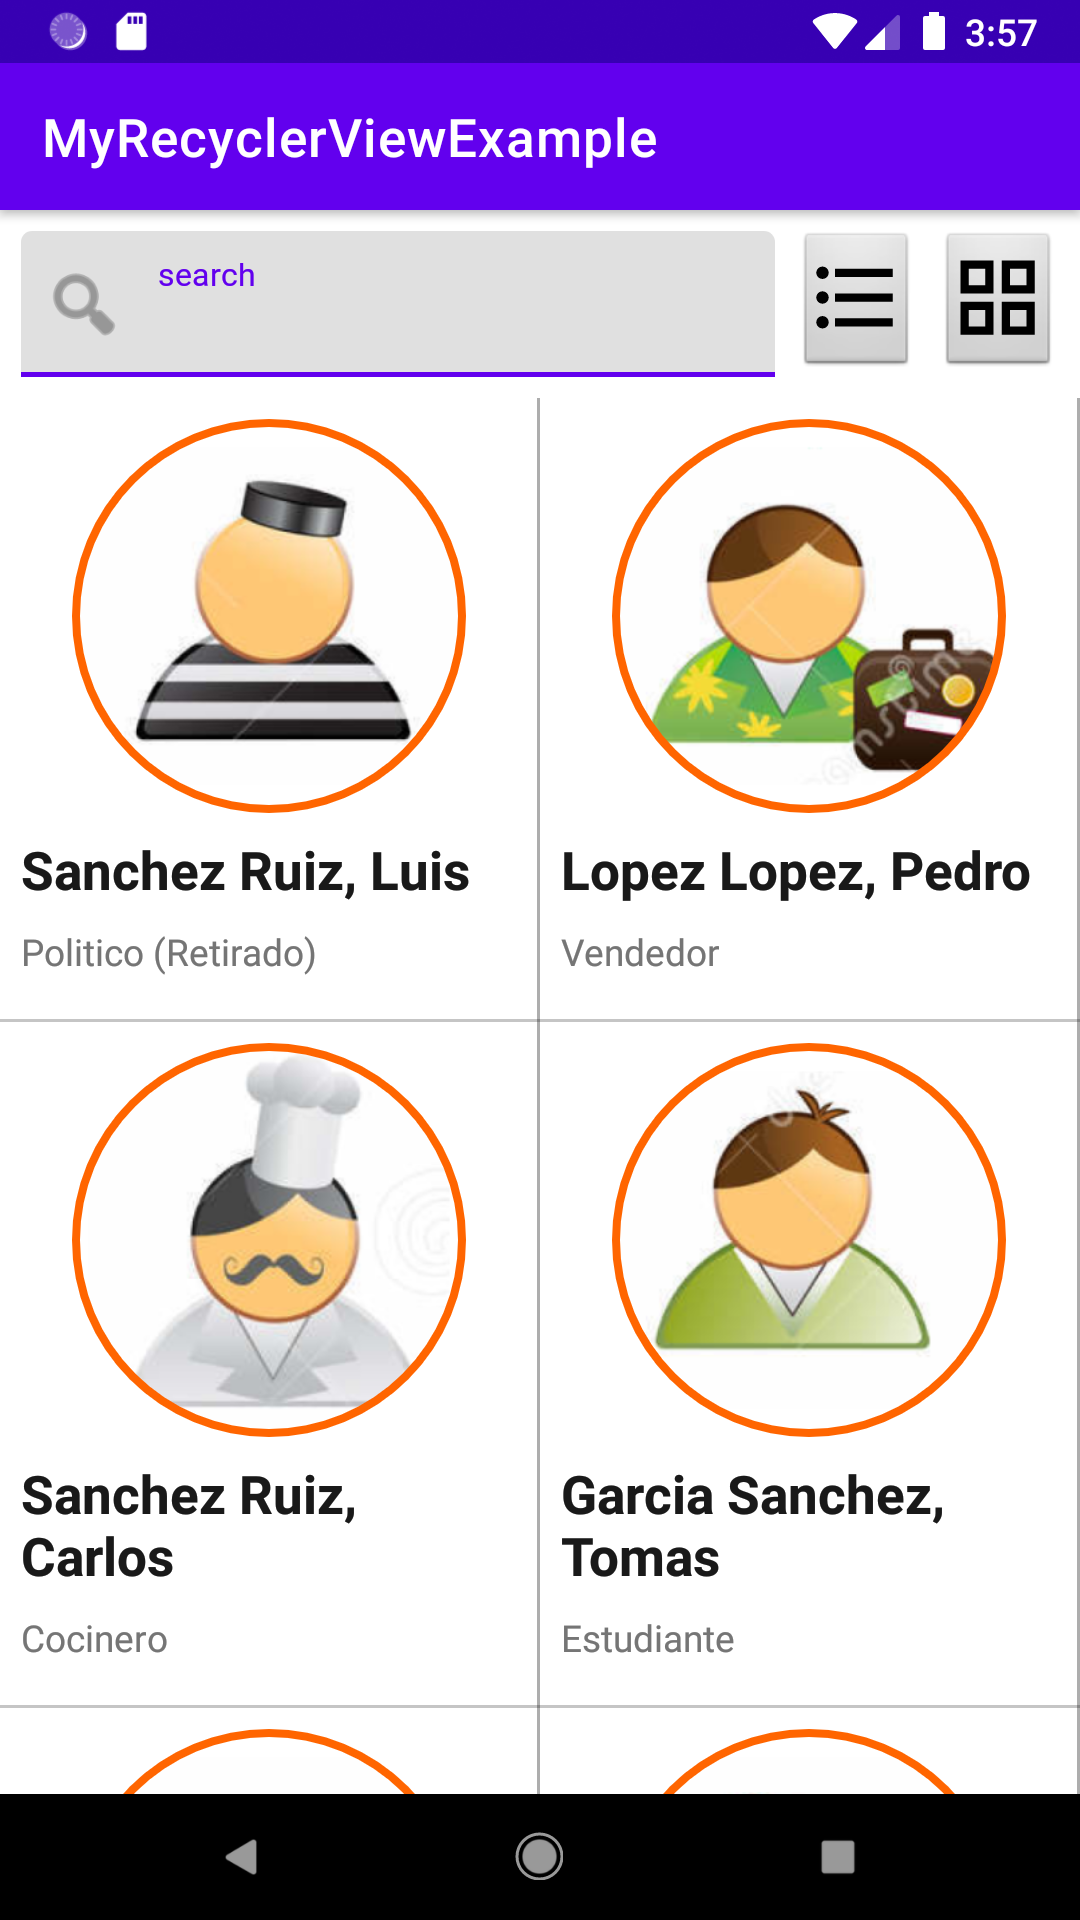 3:57
MyRecyclerViewExample
search
Sanchez Ruiz, Luis
Politico (Retirado)
Lopez Lopez, Pedro
Vendedor
Sanchez Ruiz,
Carlos
Cocinero
Garcia Sanchez,
Tomas
Estudiante